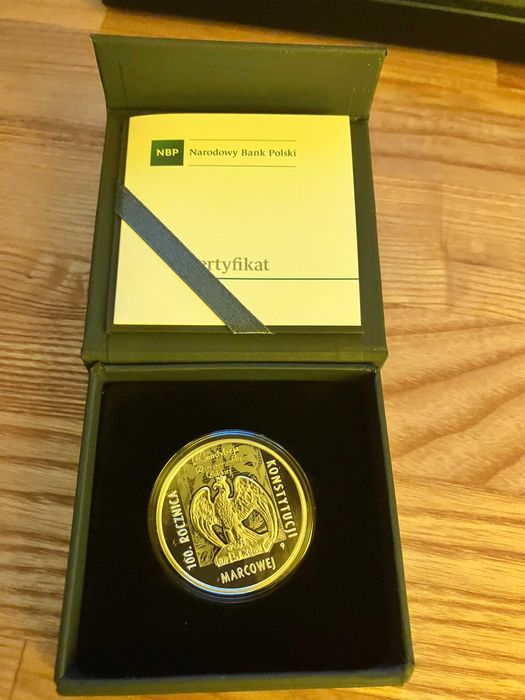 NBP Narodowy Bank Polski
ertyfikat
100. ROCZNICA
KONSTYTUCJI
MARCOWEJ